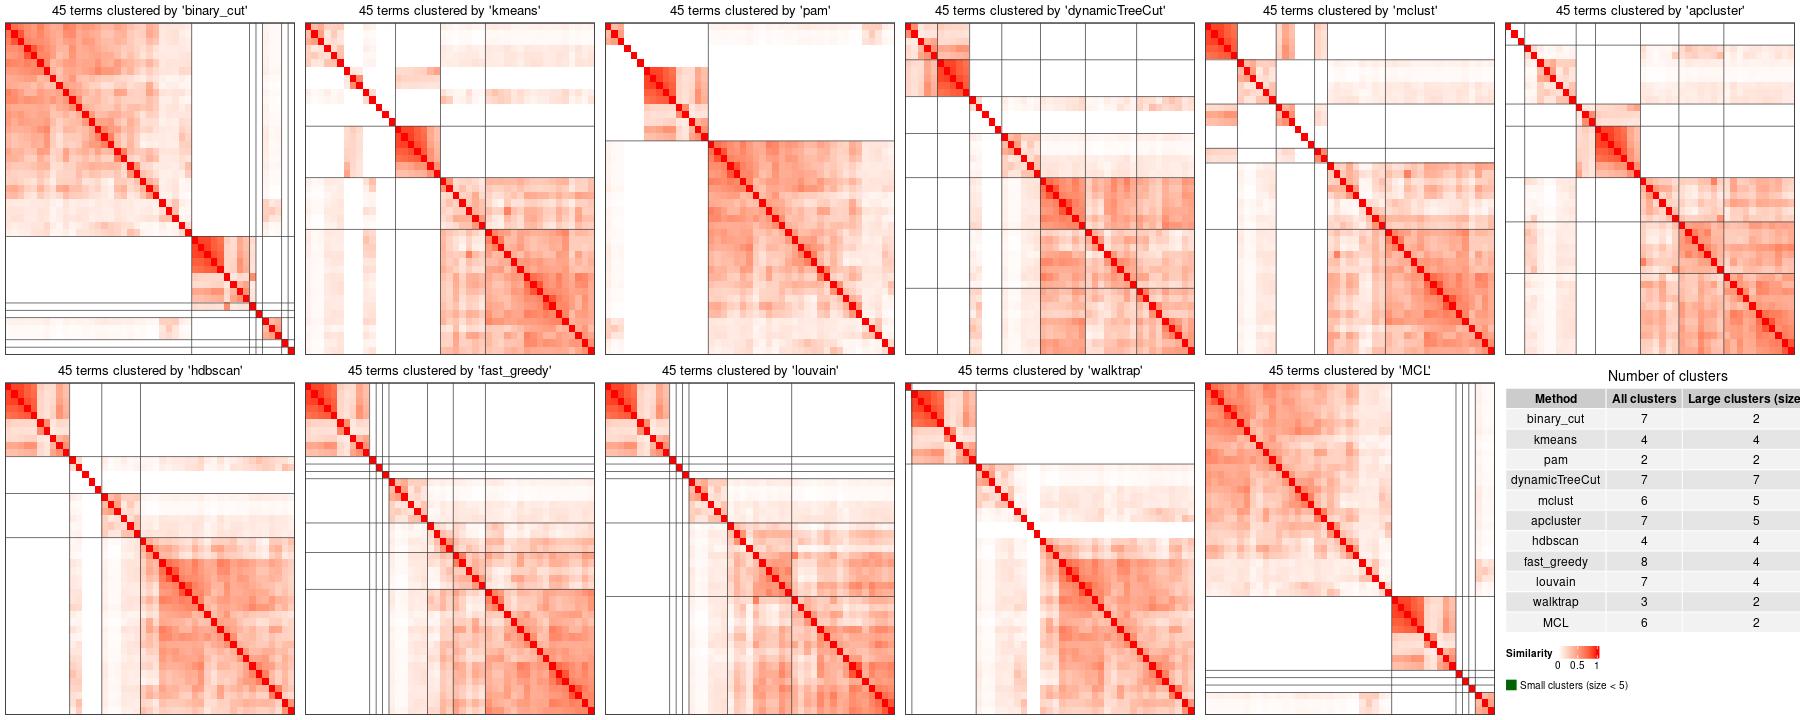 45 terms clustered by 'binary_cut'
45 terms clustered by 'kmeans'
45 terms clustered by 'pam'
45 terms clustered by 'dynamicTreeCut'
45 terms clustered by 'mclust'
45 terms clustered by 'apcluster'
45 terms clustered by 'hdbscan'
45 terms clustered by 'fast_greedy'
45 terms clustered by 'louvain'
45 terms clustered by 'walktrap'
45 terms clustered by 'MCL'
Number of clusters
Method All clusters Large clusters (size
binary_cut 7 2
kmeans 4 4
pam 2 2
dynamicTreeCut 7 7
mclust 6 5
apcluster 7 5
hdbscan 4 4
fast_greedy 8 4
louvain 7 4
walktrap 3 2
MCL 6 2
Similarity
0 0.5 1
Small clusters (size < 5)